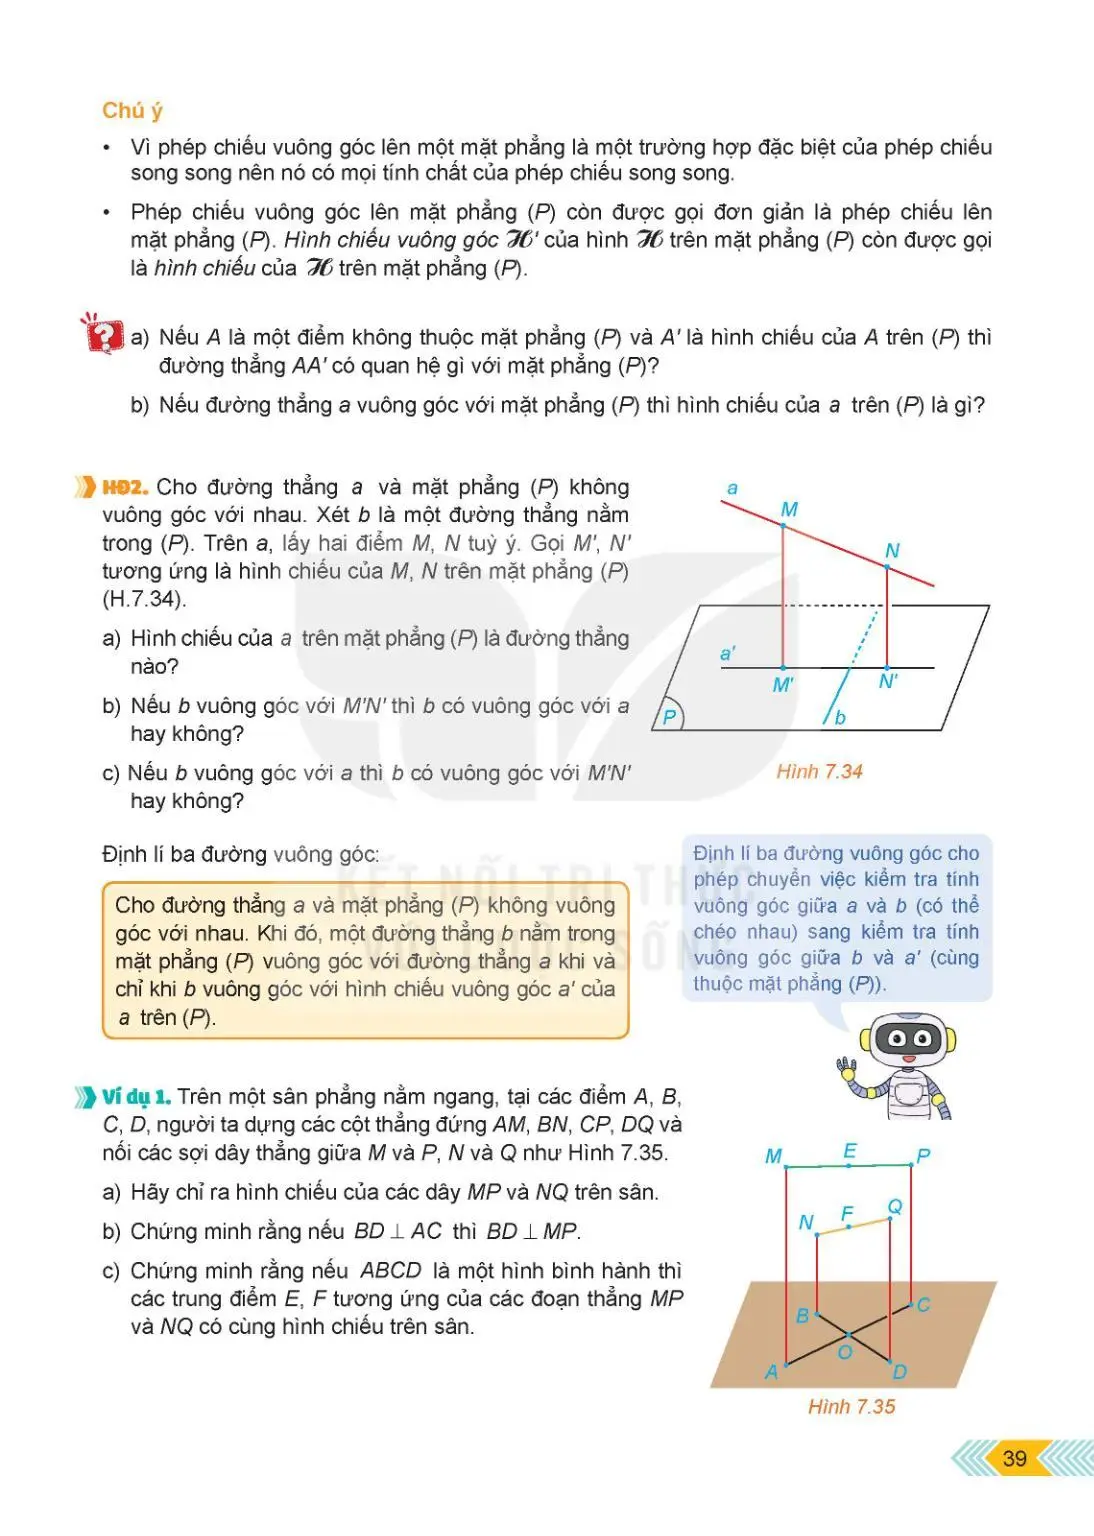 Chú ý
• Vì phép chiếu vuông góc lên một mặt phẳng là một trường hợp đặc biệt của phép chiếu
song song nên nó có mọi tính chất của phép chiếu song song.
• Phép chiếu vuông góc lên mặt phẳng (P) còn được gọi đơn giản là phép chiếu lên
mặt phẳng (P). Hình chiếu vuông góc ℋ' của hình ℋ trên mặt phẳng (P) còn được gọi
là hình chiếu của ℋ trên mặt phẳng (P).
?
a) Nếu A là một điểm không thuộc mặt phẳng (P) và A' là hình chiếu của A trên (P) thì
đường thẳng AA' có quan hệ gì với mặt phẳng (P)?
b) Nếu đường thẳng a vuông góc với mặt phẳng (P) thì hình chiếu của a trên (P) là gì?
HĐ2. Cho đường thẳng a và mặt phẳng (P) không
vuông góc với nhau. Xét b là một đường thẳng nằm
trong (P). Trên a, lấy hai điểm M, N tuỳ ý. Gọi M', N'
tương ứng là hình chiếu của M, N trên mặt phẳng (P)
(H.7.34).
a) Hình chiếu của a trên mặt phẳng (P) là đường thẳng
nào?
b) Nếu b vuông góc với M'N' thì b có vuông góc với a
hay không?
c) Nếu b vuông góc với a thì b có vuông góc với M'N'
hay không?
a
M
N
a'
M'
N'
P
b
Hình 7.34
Định lí ba đường vuông góc:
Cho đường thẳng a và mặt phẳng (P) không vuông
góc với nhau. Khi đó, một đường thẳng b nằm trong
mặt phẳng (P) vuông góc với đường thẳng a khi và
chỉ khi b vuông góc với hình chiếu vuông góc a' của
a trên (P).
Định lí ba đường vuông góc cho
phép chuyển việc kiểm tra tính
vuông góc giữa a và b (có thể
chéo nhau) sang kiểm tra tính
vuông góc giữa b và a' (cùng
thuộc mặt phẳng (P)).
KẾT NỐI TRI THỨC
VỚI CUỘC SỐNG
Ví dụ 1. Trên một sân phẳng nằm ngang, tại các điểm A, B,
C, D, người ta dựng các cột thẳng đứng AM, BN, CP, DQ và
nối các sợi dây thẳng giữa M và P, N và Q như Hình 7.35.
a) Hãy chỉ ra hình chiếu của các dây MP và NQ trên sân.
b) Chứng minh rằng nếu BD ⊥ AC thì BD ⊥ MP.
c) Chứng minh rằng nếu ABCD là một hình bình hành thì
các trung điểm E, F tương ứng của các đoạn thẳng MP
và NQ có cùng hình chiếu trên sân.
M
E
P
N
F
Q
B
C
O
A
D
Hình 7.35
39